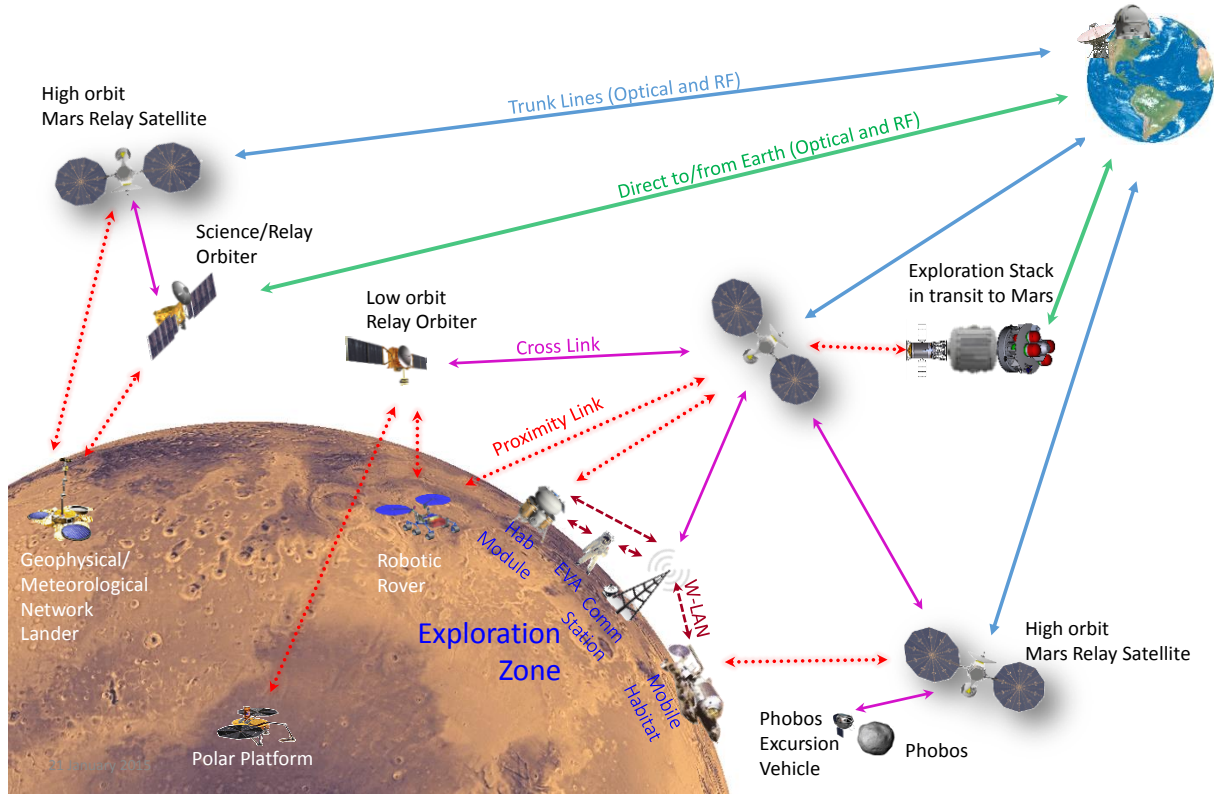 High orbit
Mars Relay Satellite
Trunk Lines (Optical and RF)
Direct to/from Earth (Optical and RF)
Science/Relay
Orbiter
Low orbit
Relay Orbiter
Exploration Stack
in transit to Mars
Cross Link
Proximity Link
Geophysical/
Meteorological
Network
Lander
Robotic
Rover
Hab
Module
EVA
Comm
Station
W-LAN
Exploration
Zone
Mobile
Habitat
High orbit
Mars Relay Satellite
Polar Platform
Phobos
Excursion
Vehicle
Phobos